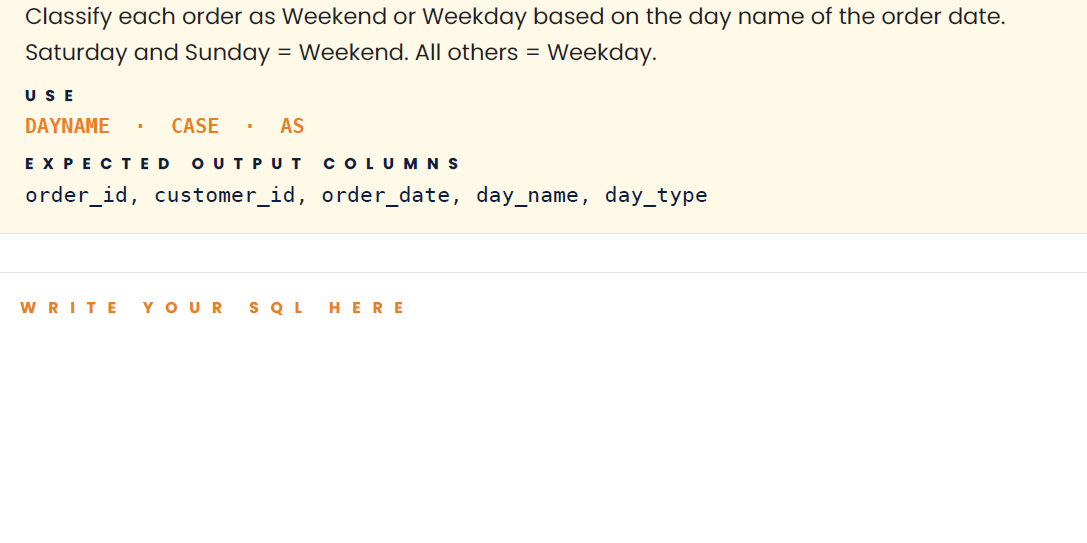 Classify each order as Weekend or Weekday based on the day name of the order date.
Saturday and Sunday = Weekend. All others = Weekday.
USE
DAYNAME · CASE · AS
EXPECTED OUTPUT COLUMNS
order_id, customer_id, order_date, day_name, day_type
WRITE YOUR SQL HERE